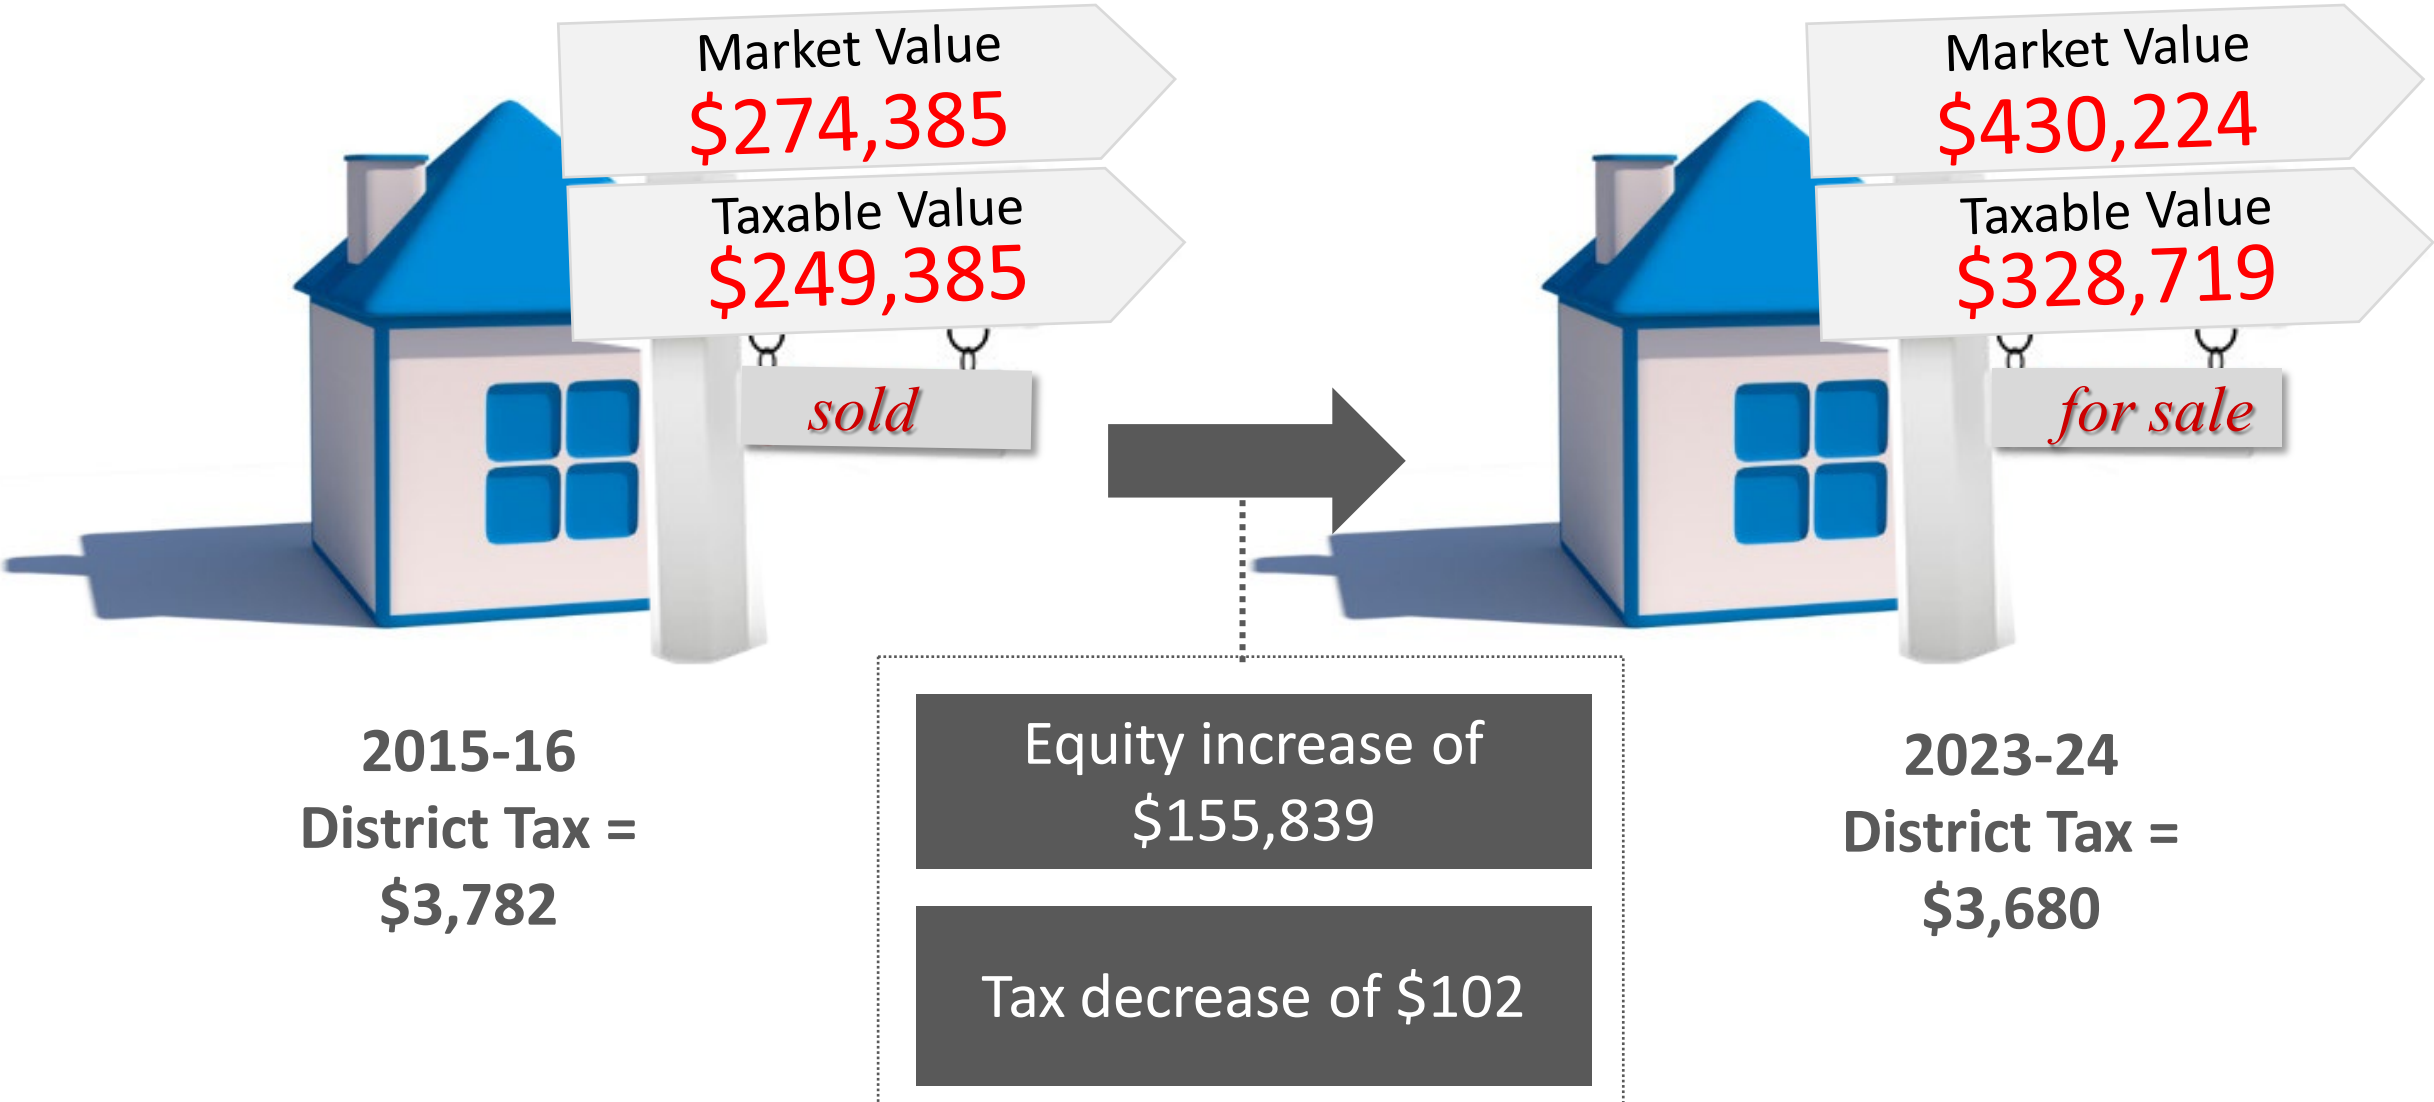 Market Value
$274,385
Taxable Value
$249,385
sold
2015-16
District Tax =
$3,782
Equity increase of
$155,839
Tax decrease of $102
Market Value
$430,224
Taxable Value
$328,719
for sale
2023-24
District Tax =
$3,680